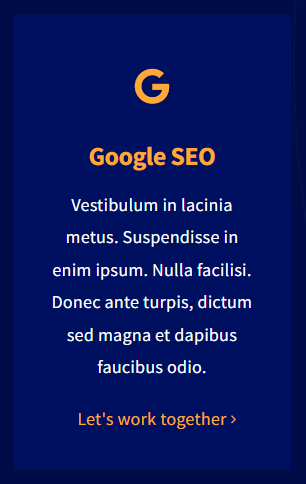 G
Google SEO
Vestibulum in lacinia
metus. Suspendisse in
enim ipsum. Nulla facilisi.
Donec ante turpis, dictum
sed magna et dapibus
faucibus odio.
Let's work together ›